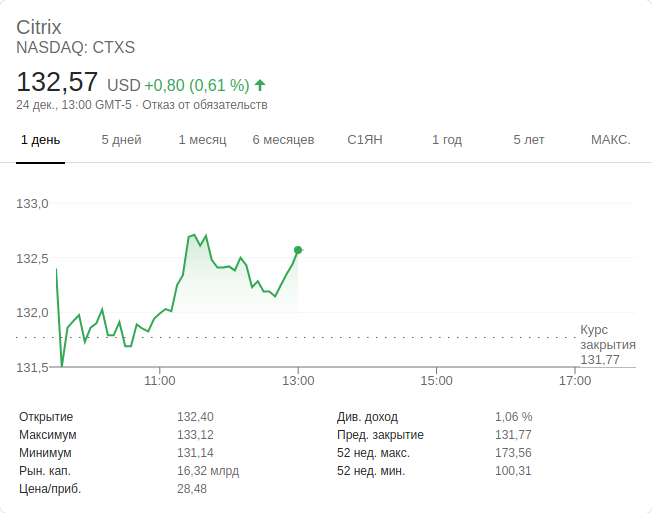 Citrix
NASDAQ: CTXS
132,57 USD +0,80 (0,61 %)
24 дек., 13:00 GMT-5 · Отказ от обязательств
1 день 5 дней 1 месяц 6 месяцев С1ЯН 1 год 5 лет МАКС.
133,0
132,5
132,0
131,5
Курс
закрытия
131,77
11:00 13:00 15:00 17:00
Открытие 132,40 Див. доход 1,06 %
Максимум 133,12 Пред. закрытие 131,77
Минимум 131,14 52 нед. макс. 173,56
Рын. кап. 16,32 млрд 52 нед. мин. 100,31
Цена/приб. 28,48